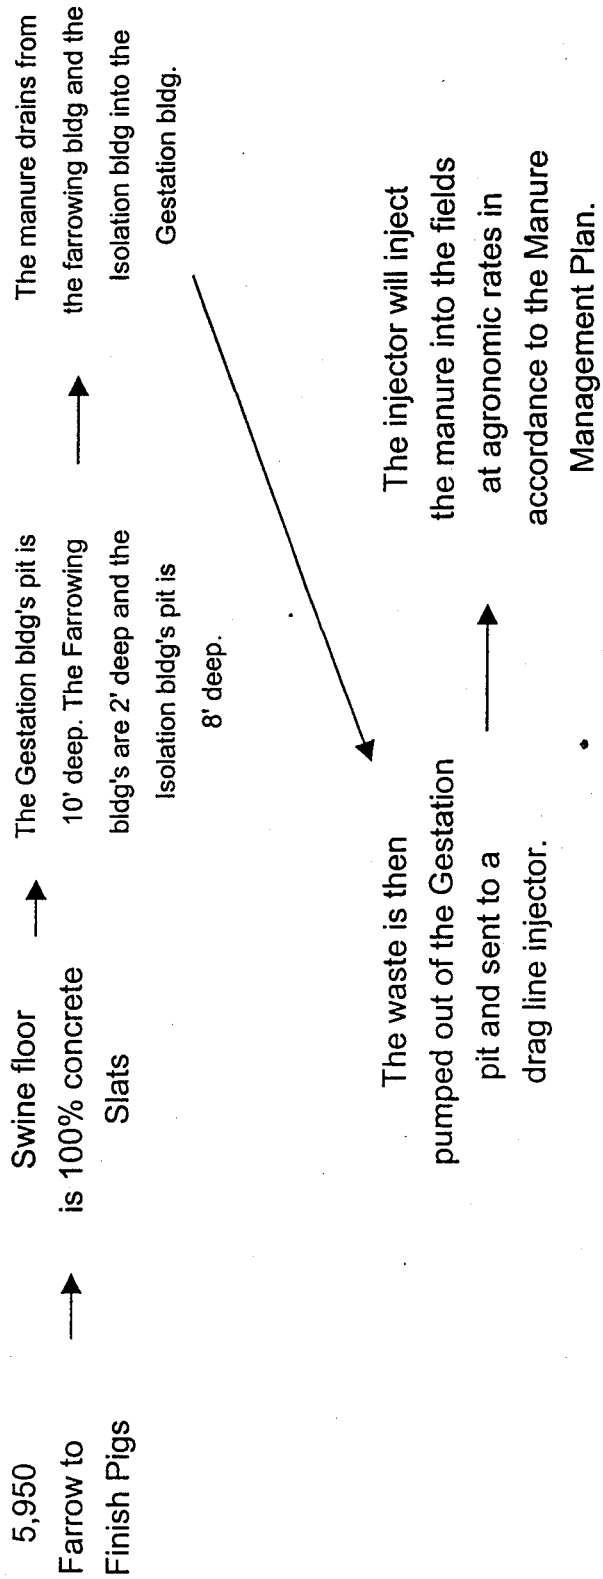 5,950
Farrow to
Finish Pigs
Swine floor
is 100% concrete
Slats
The Gestation bldg's pit is
10' deep. The Farrowing
bldg's are 2' deep and the
Isolation bldg's pit is
8' deep.
The manure drains from
the farrowing bldg and the
Isolation bldg into the
Gestation bldg.
The waste is then
pumped out of the Gestation
pit and sent to a
drag line injector.
The injector will inject
the manure into the fields
at agronomic rates in
accordance to the Manure
Management Plan.